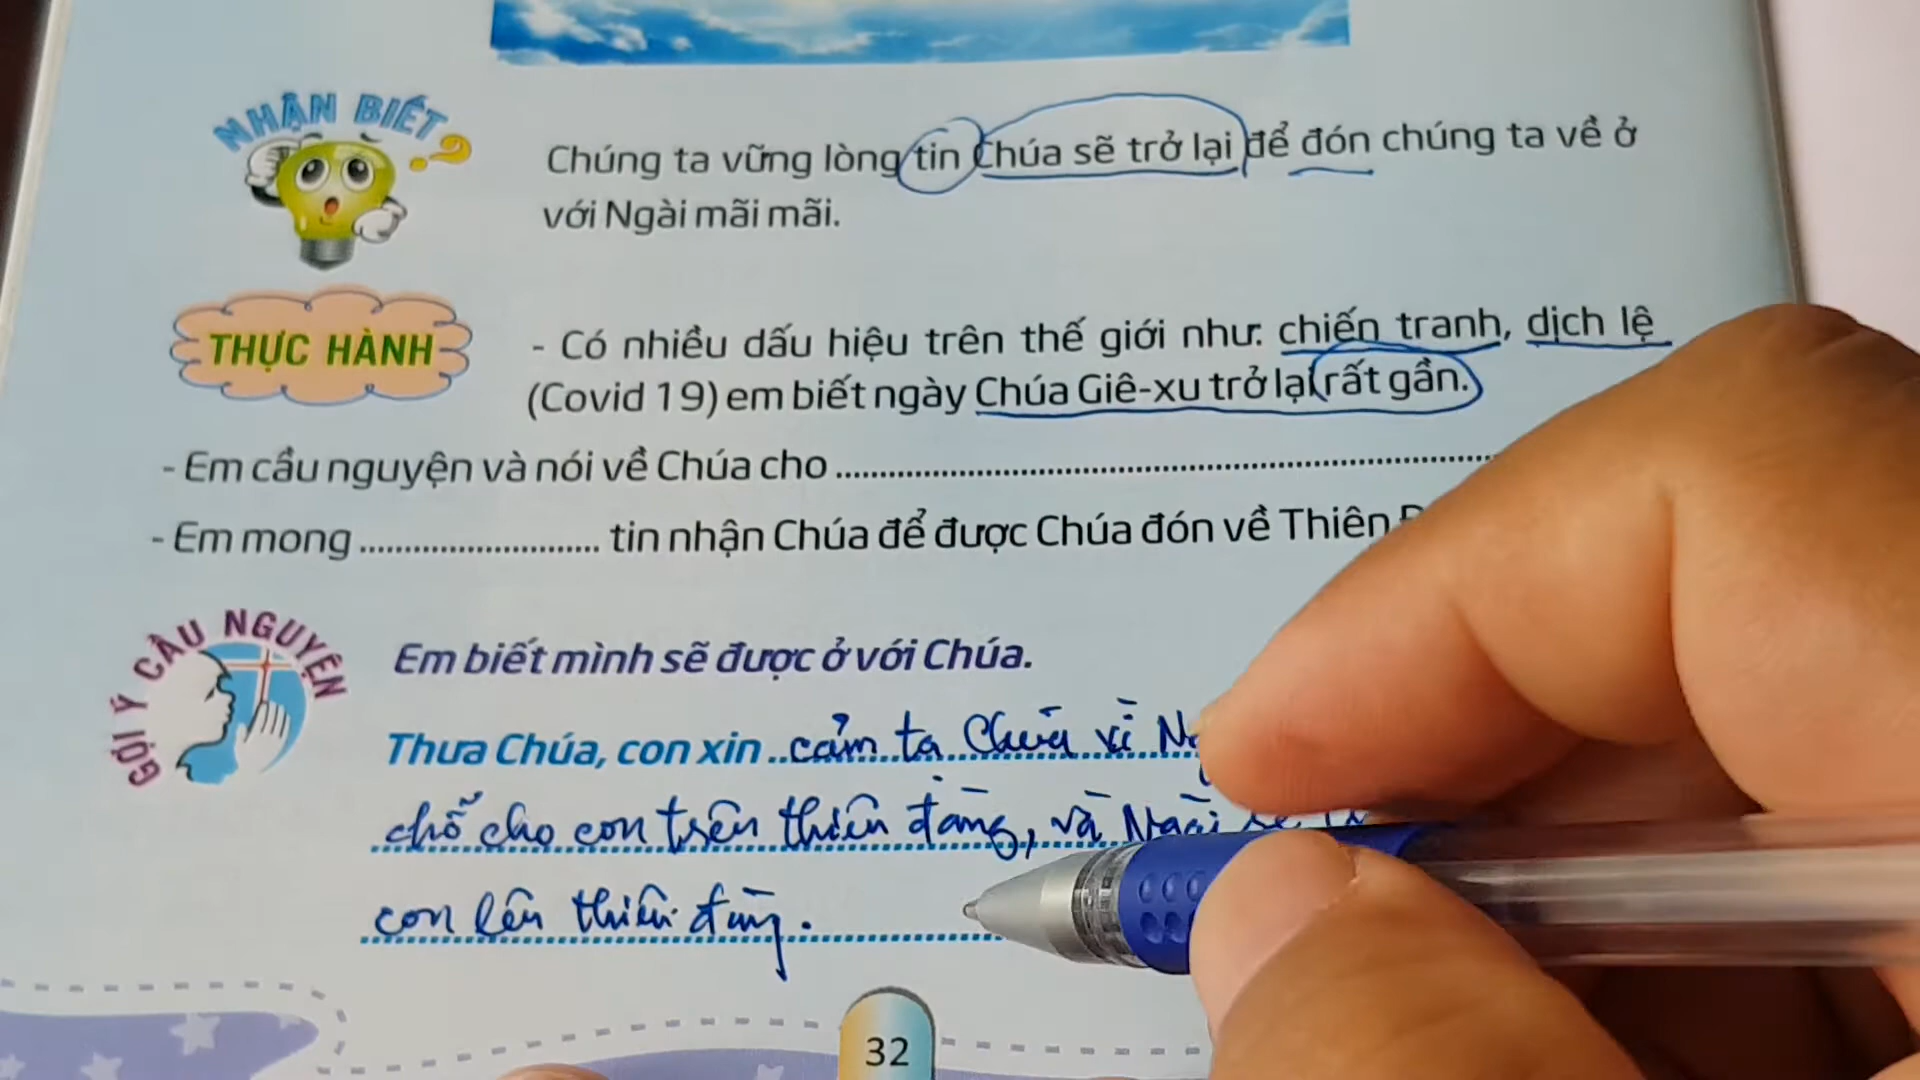 NHẬN BIẾT
Chúng ta vững lòng tin Chúa sẽ trở lại để đón chúng ta về ở
với Ngài mãi mãi.
THỰC HÀNH
- Có nhiều dấu hiệu trên thế giới như: chiến tranh, dịch lệ
(Covid 19) em biết ngày Chúa Giê-xu trở lại rất gần.
- Em cầu nguyện và nói về Chúa cho ........................
- Em mong ........................ tin nhận Chúa để được Chúa đón về Thiên
GỢI Ý CẦU NGUYỆN
Em biết mình sẽ được ở với Chúa.
Thưa Chúa, con xin cảm tạ Chúa vì
chỗ cho con trên thiên đàng, và Ngài
con lên thiên đàng.
32